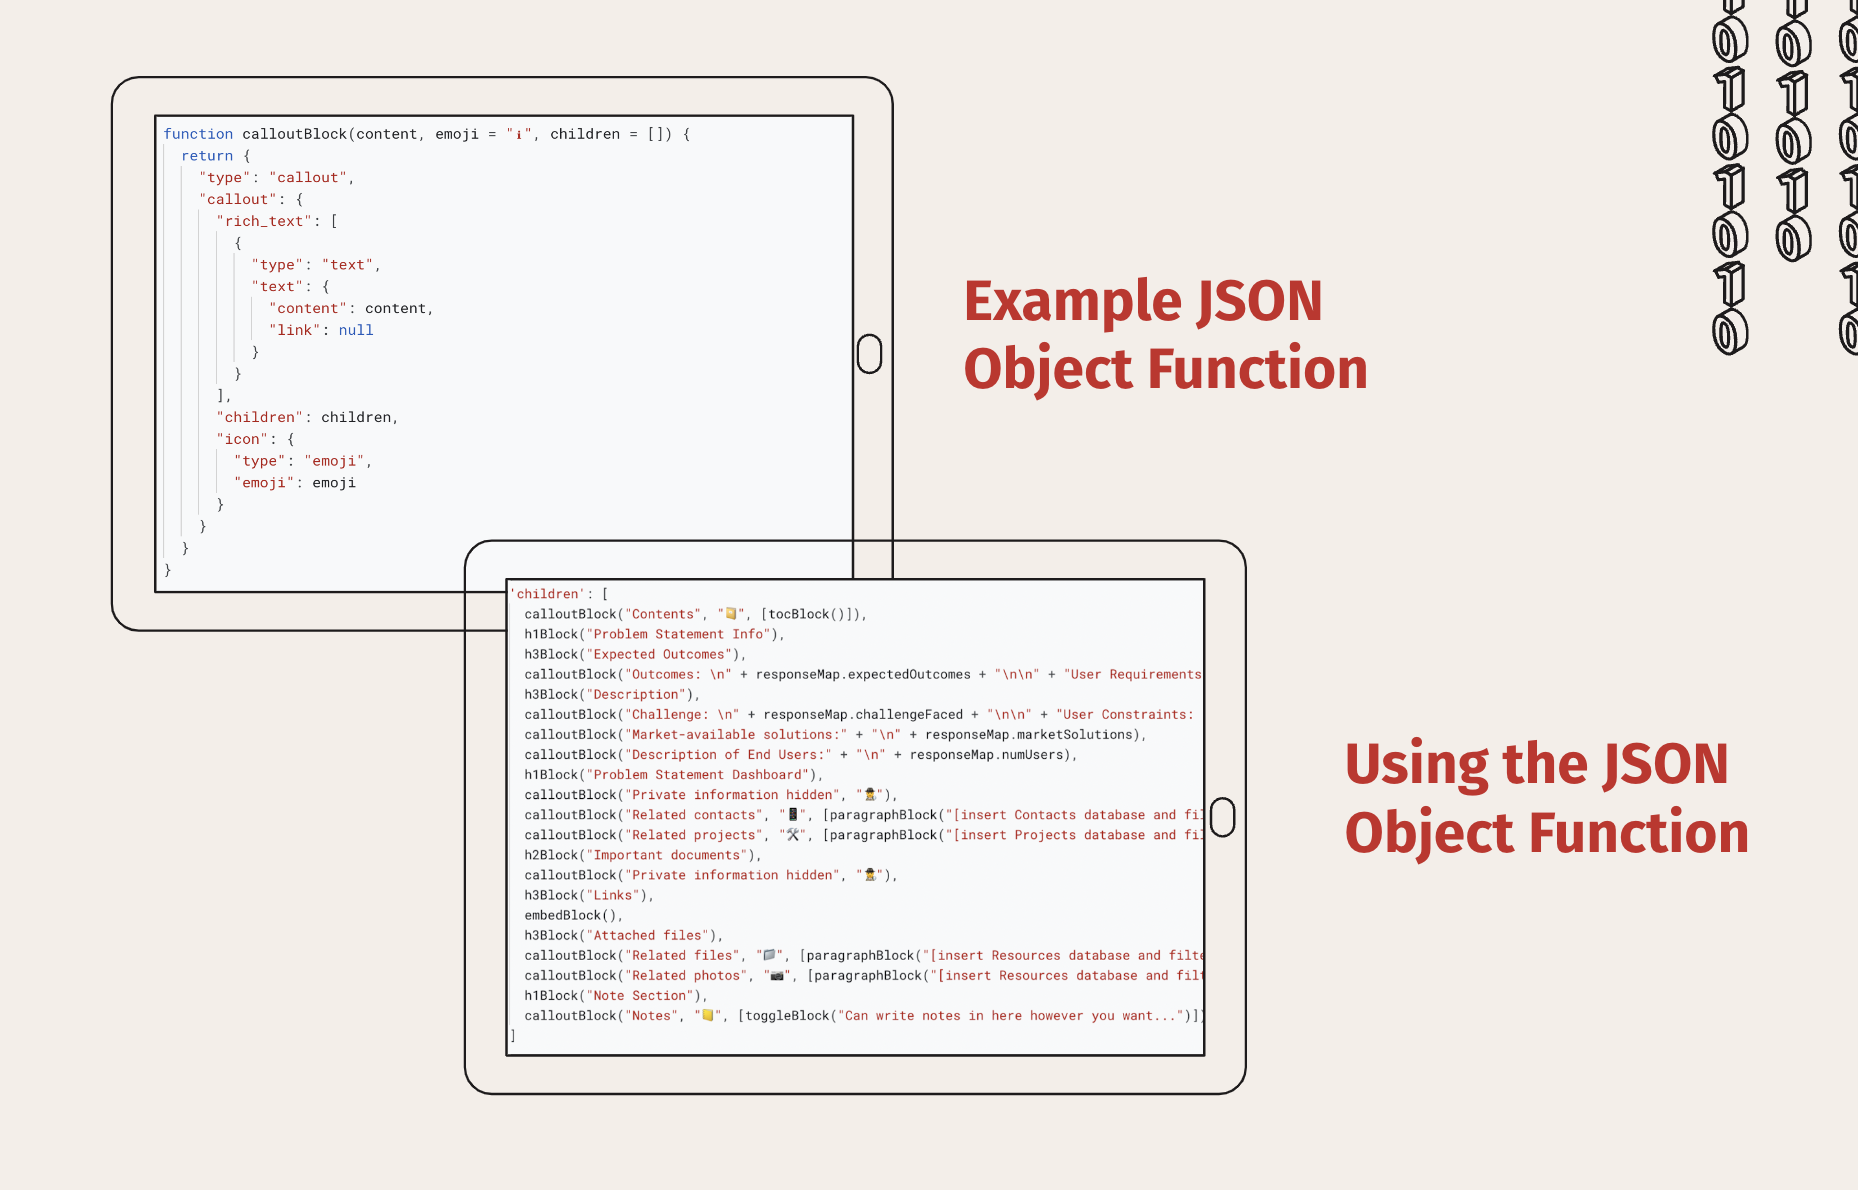 function calloutBlock(content, emoji = "ℹ", children = []) {
return {
"type": "callout",
"callout": {
"rich_text": [
{
"type": "text",
"text": {
"content": content,
"link": null
}
}
],
"children": children,
"icon": {
"type": "emoji",
"emoji": emoji
}
}
}
}
Example JSON
Object Function
'children': [
calloutBlock("Contents", "📒", [tocBlock()]),
h1Block("Problem Statement Info"),
h3Block("Expected Outcomes"),
calloutBlock("Outcomes: \n" + responseMap.expectedOutcomes + "\n\n" + "User Requirements
h3Block("Description"),
calloutBlock("Challenge: \n" + responseMap.challengeFaced + "\n\n" + "User Constraints:
calloutBlock("Market-available solutions:" + "\n" + responseMap.marketSolutions),
calloutBlock("Description of End Users:" + "\n" + responseMap.numUsers),
h1Block("Problem Statement Dashboard"),
calloutBlock("Private information hidden", "🕵"),
calloutBlock("Related contacts", "📱", [paragraphBlock("[insert Contacts database and fil
calloutBlock("Related projects", "🛠", [paragraphBlock("[insert Projects database and fil
h2Block("Important documents"),
calloutBlock("Private information hidden", "🕵"),
h3Block("Links"),
embedBlock(),
h3Block("Attached files"),
calloutBlock("Related files", "📁", [paragraphBlock("[insert Resources database and filte
calloutBlock("Related photos", "📷", [paragraphBlock("[insert Resources database and filt
h1Block("Note Section"),
calloutBlock("Notes", "📒", [toggleBlock("Can write notes in here however you want...")])
]
Using the JSON
Object Function